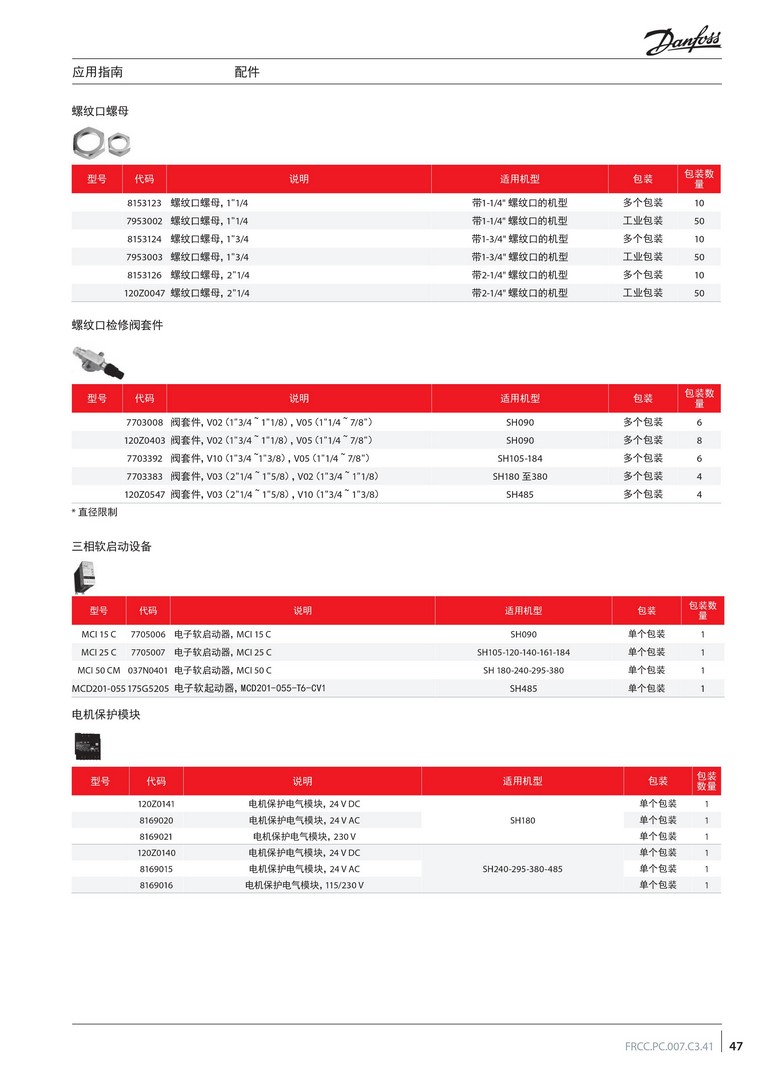 Danfoss
应用指南 配件
螺纹口螺母
型号 代码 说明 适用机型 包装 包装数量
8153123 螺纹口螺母, 1"1/4 带1-1/4" 螺纹口的机型 多个包装 10
7953002 螺纹口螺母, 1"1/4 带1-1/4" 螺纹口的机型 工业包装 50
8153124 螺纹口螺母, 1"3/4 带1-3/4" 螺纹口的机型 多个包装 10
7953003 螺纹口螺母, 1"3/4 带1-3/4" 螺纹口的机型 工业包装 50
8153126 螺纹口螺母, 2"1/4 带2-1/4" 螺纹口的机型 多个包装 10
120Z0047 螺纹口螺母, 2"1/4 带2-1/4" 螺纹口的机型 工业包装 50
螺纹口检修阀套件
型号 代码 说明 适用机型 包装 包装数量
7703008 阀套件, V02 (1"3/4 ~ 1"1/8) , V05 (1"1/4 ~ 7/8") SH090 多个包装 6
120Z0403 阀套件, V02 (1"3/4 ~ 1"1/8) , V05 (1"1/4 ~ 7/8") SH090 多个包装 8
7703392 阀套件, V10 (1"3/4 ~1"3/8) , V05 (1"1/4 ~ 7/8") SH105-184 多个包装 6
7703383 阀套件, V03 (2"1/4 ~ 1"5/8) , V02 (1"3/4 ~ 1"1/8) SH180 至380 多个包装 4
120Z0547 阀套件, V03 (2"1/4 ~ 1"5/8) , V10 (1"3/4 ~ 1"3/8) SH485 多个包装 4
* 直径限制
三相软启动设备
型号 代码 说明 适用机型 包装 包装数量
MCI 15 C 7705006 电子软启动器, MCI 15 C SH090 单个包装 1
MCI 25 C 7705007 电子软启动器, MCI 25 C SH105-120-140-161-184 单个包装 1
MCI 50 CM 037N0401 电子软启动器, MCI 50 C SH 180-240-295-380 单个包装 1
MCD201-055 175G5205 电子软起动器, MCD201-055-T6-CV1 SH485 单个包装 1
电机保护模块
型号 代码 说明 适用机型 包装 包装数量
120Z0141 电机保护电气模块, 24 V DC 单个包装 1
8169020 电机保护电气模块, 24 V AC SH180 单个包装 1
8169021 电机保护电气模块, 230 V 单个包装 1
120Z0140 电机保护电气模块, 24 V DC 单个包装 1
8169015 电机保护电气模块, 24 V AC SH240-295-380-485 单个包装 1
8169016 电机保护电气模块, 115/230 V 单个包装 1
FRCC.PC.007.C3.41 47